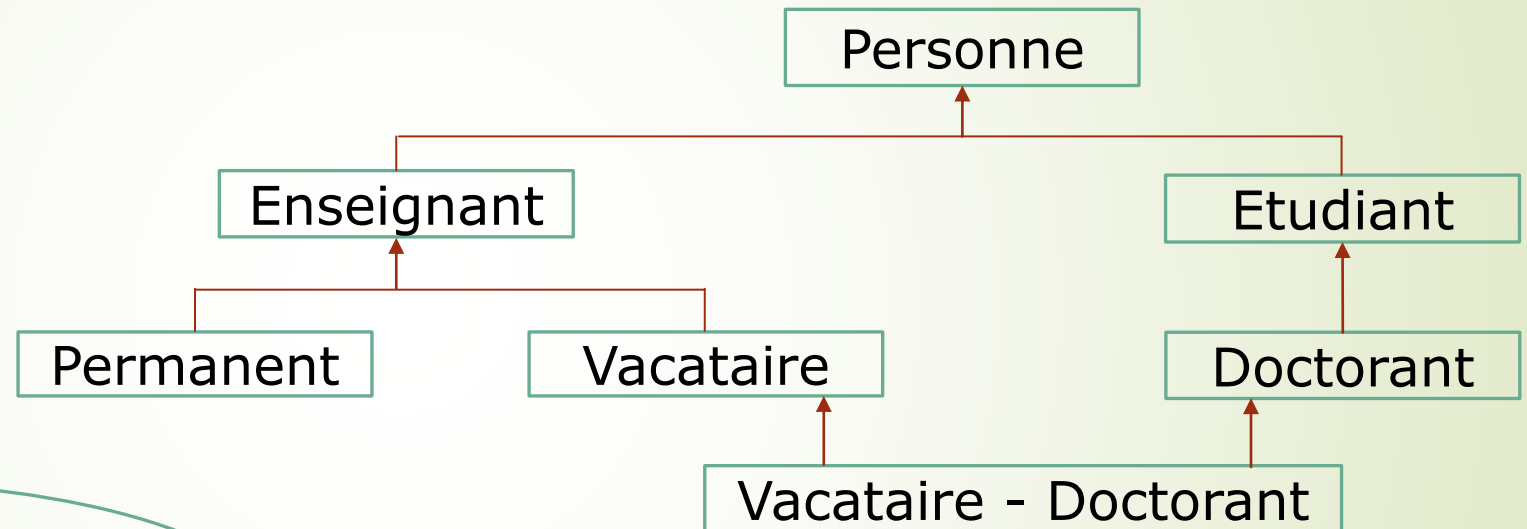 Personne
Enseignant
Etudiant
Permanent
Vacataire
Doctorant
Vacataire - Doctorant